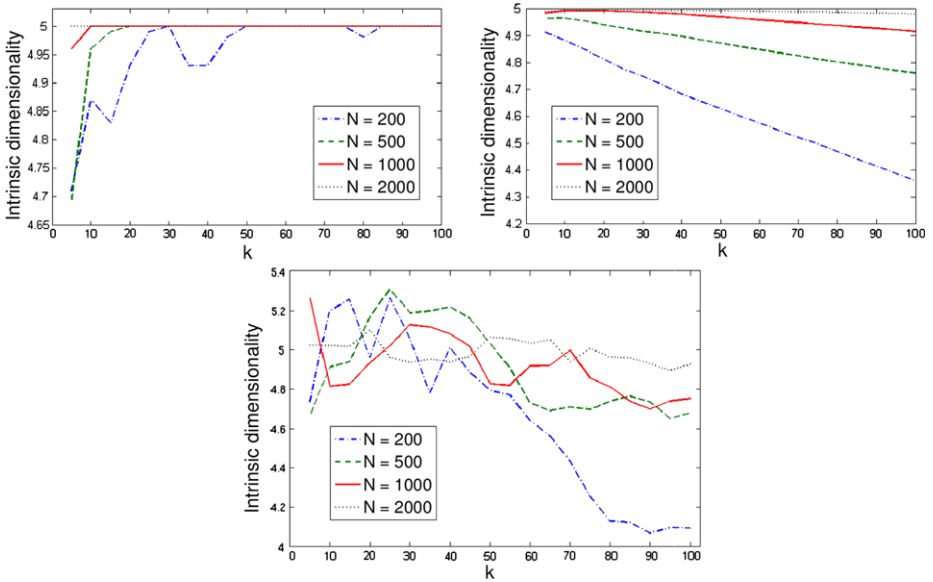 5
4.95
4.9
4.85
4.8
4.75
4.7
4.65
Intrinsic dimensionality
N = 200
N = 500
N = 1000
N = 2000
0 10 20 30 40 50 60 70 80 90 100
k
5
4.9
4.8
4.7
4.6
4.5
4.4
4.3
4.2
Intrinsic dimensionality
N = 200
N = 500
N = 1000
N = 2000
0 10 20 30 40 50 60 70 80 90 100
k
5.4
5.2
5
4.8
4.6
4.4
4.2
4
Intrinsic dimensionality
N = 200
N = 500
N = 1000
N = 2000
0 10 20 30 40 50 60 70 80 90 100
k